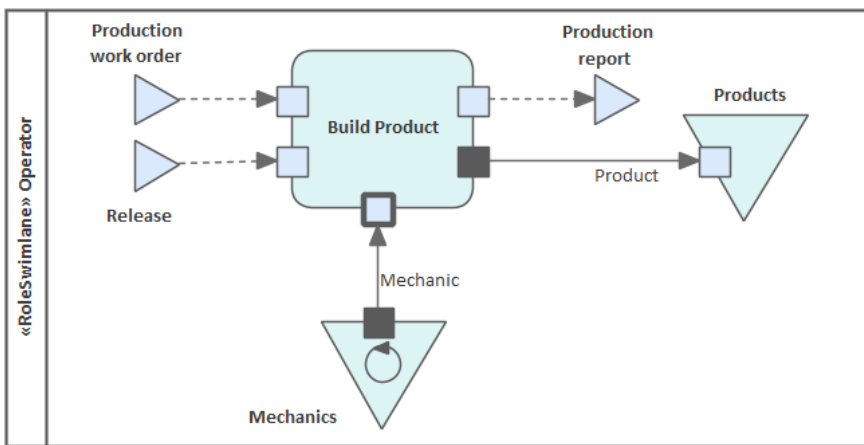 «RoleSwimlane» Operator
Production
work order
Release
Build Product
Production
report
Products
Product
Mechanic
Mechanics